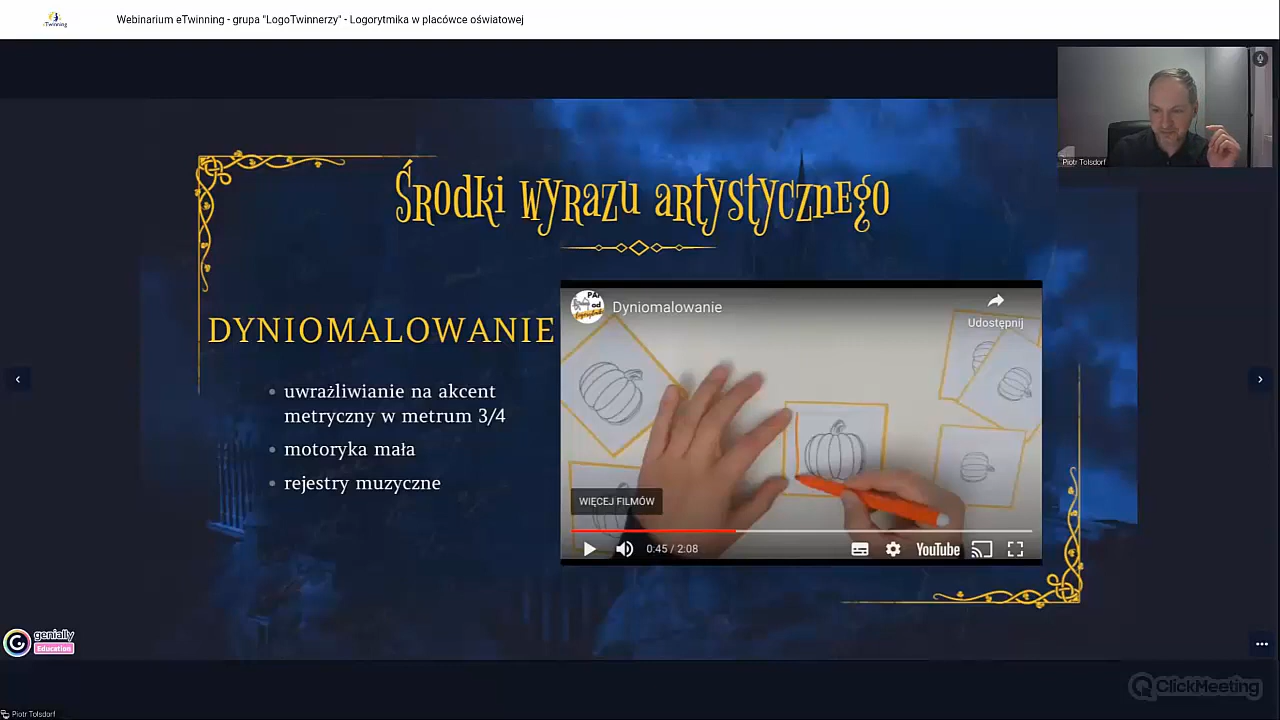 eTwinning
Webinarium eTwinning - grupa "LogoTwinnerzy" - Logorytmika w placówce oświatowej
Piotr Tolsdorf
Środki wyrazu artystycznego
DYNIOMALOWANIE
uwrażliwianie na akcent
metryczny w metrum 3/4
motoryka mała
rejestry muzyczne
Dyniomalowanie
Udostępnij
WIĘCEJ FILMÓW
0:45 / 2:08
YouTube
genially
Education
ClickMeeting
Piotr Tolsdorf